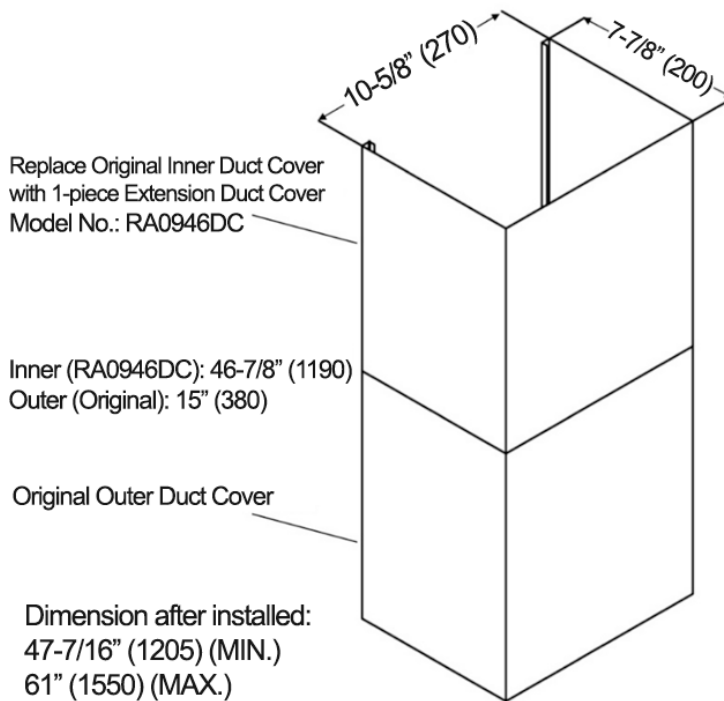 10-5/8” (270)
7-7/8” (200)
Replace Original Inner Duct Cover
with 1-piece Extension Duct Cover
Model No.: RA0946DC
Inner (RA0946DC): 46-7/8” (1190)
Outer (Original): 15” (380)
Original Outer Duct Cover
Dimension after installed:
47-7/16” (1205) (MIN.)
61” (1550) (MAX.)